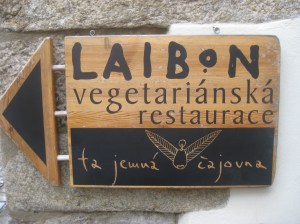 LAIBON
vegetariánská
restaurace
ta jemná čajovna